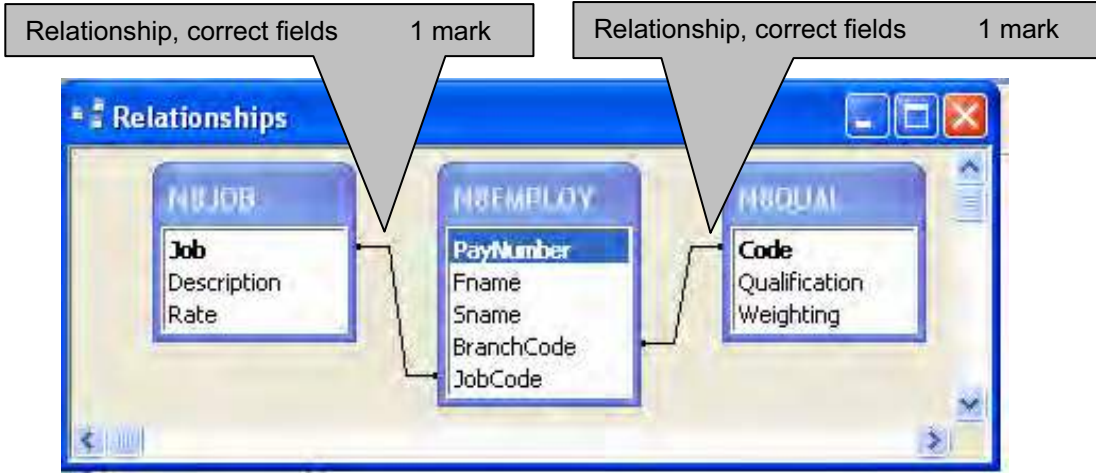 Relationship, correct fields 1 mark
Relationship, correct fields 1 mark
Relationships
N8JOB
Job
Description
Rate
N8EMPLOY
PayNumber
Fname
Sname
BranchCode
JobCode
N8QUAL
Code
Qualification
Weighting